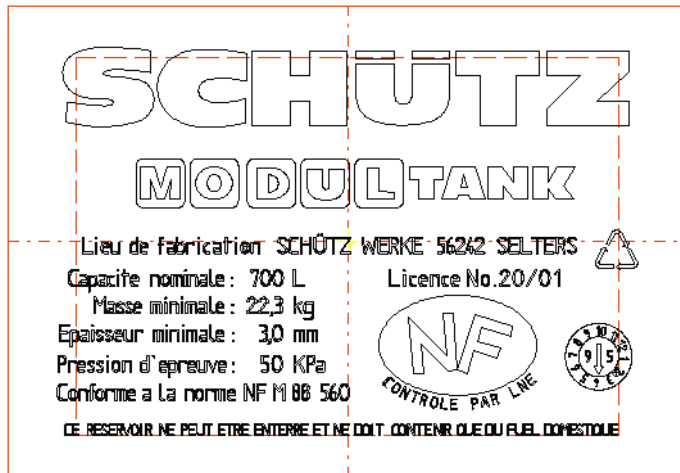 SCHÜTZ
MODULTANK
Lieu de fabrication SCHÜTZ WERKE 56242 SELTERS
Capacite nominale: 700 L
Licence No.20/01
Masse minimale: 22,3 kg
Epaisseur minimale: 3,0 mm
NF
Pression d'epreuve: 50 KPa
CONTROLE PAR LNE
9 5
Conforme a la norme NF M 88 560
CE RESERVOIR NE PEUT ETRE ENTERRE ET NE DOIT CONTENIR QUE DU FUEL DOMESTIQUE